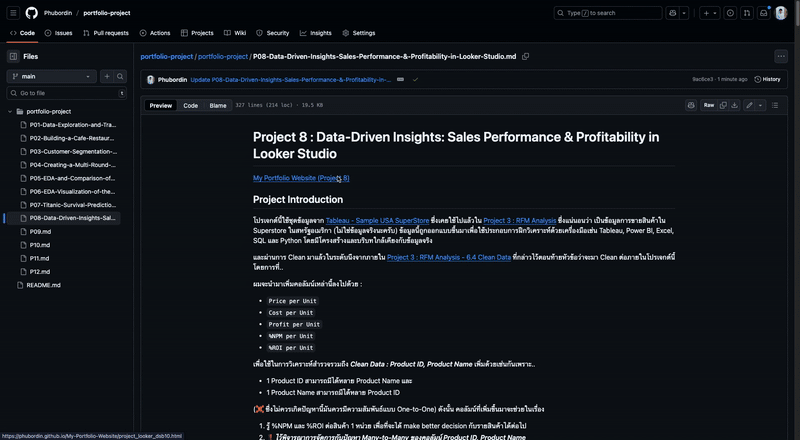 Phubordin / portfolio-project
Type / to search
Code
Issues
Pull requests
Actions
Projects
Wiki
Security
Insights
Settings
Files
main
Go to file
t
portfolio-project
P01-Data-Exploration-and-Tra...
P02-Building-a-Cafe-Restaur...
P03-Customer-Segmentation-...
P04-Creating-a-Multi-Round-...
P05-EDA-and-Comparison-of...
P06-EDA-Visualization-of-the...
P07-Titanic-Survival-Predictio...
P08-Data-Driven-Insights-Sal...
P09.md
P10.md
P11.md
P12.md
README.md
portfolio-project / portfolio-project / P08-Data-Driven-Insights-Sales-Performance-&-Profitability-in-Looker-Studio.md
Phubordin Update P08-Data-Driven-Insights-Sales-Performance-&-Profitability-in-...
9ac6ce3 · 1 minute ago
History
Preview
Code
Blame
327 lines (214 loc) · 19.5 KB
Raw
Project 8 : Data-Driven Insights: Sales Performance & Profitability in
Looker Studio
My Portfolio Website (Project 8)
Project Introduction
โปรเจกต์นี้ใช้ชุดข้อมูลจาก Tableau - Sample USA SuperStore ซึ่งเคยใช้ไปแล้วใน Project 3 : RFM Analysis ซึ่งแน่นอนว่า เป็นข้อมูลการขายสินค้าใน
Superstore ในสหรัฐอเมริกา (ไม่ใช่ข้อมูลจริงนะครับ) ข้อมูลนี้ถูกออกแบบขึ้นมาเพื่อใช้ประกอบการฝึกวิเคราะห์ด้วยเครื่องมือเช่น Tableau, Power BI, Excel,
SQL และ Python โดยมีโครงสร้างและบริบทใกล้เคียงกับข้อมูลจริง
และผ่านการ Clean มาแล้วในระดับนึงจากภายใน Project 3 : RFM Analysis - 6.4 Clean Data ที่กล่าวไว้ตอนท้ายหัวข้อว่าจะมา Clean ต่อภายในโปรเจกต์นี้
โดยการที่..
ผมจะนำมาเพิ่มคอลัมน์เหล่านี้ลงไปด้วย :
Price per Unit
Cost per Unit
Profit per Unit
%NPM per Unit
%ROI per Unit
เพื่อใช้ในการวิเคราะห์สำรวจรวมถึง Clean Data : Product ID, Product Name เพิ่มด้วยเช่นกันเพราะ..
1 Product ID สามารถมีได้หลาย Product Name และ
1 Product Name สามารถมีได้หลาย Product ID
(❌ ซึ่งไม่ควรเกิดปัญหานี้มันควรมีความสัมพันธ์แบบ One-to-One) ดังนั้น คอลัมน์ที่เพิ่มขึ้นมาจะช่วยในเรื่อง
1. รู้ %NPM และ %ROI ต่อสินค้า 1 หน่วย เพื่อที่จะได้ make better decision กับรายสินค้าได้ต่อไป
2. ❗ ไว้พิจารณาการจัดการกับปัญหา Many-to-Many ของคอลัมน์ Product ID, Product Name
https://phubordin.github.io/My-Portfolio-Website/project_looker_dsb10.html